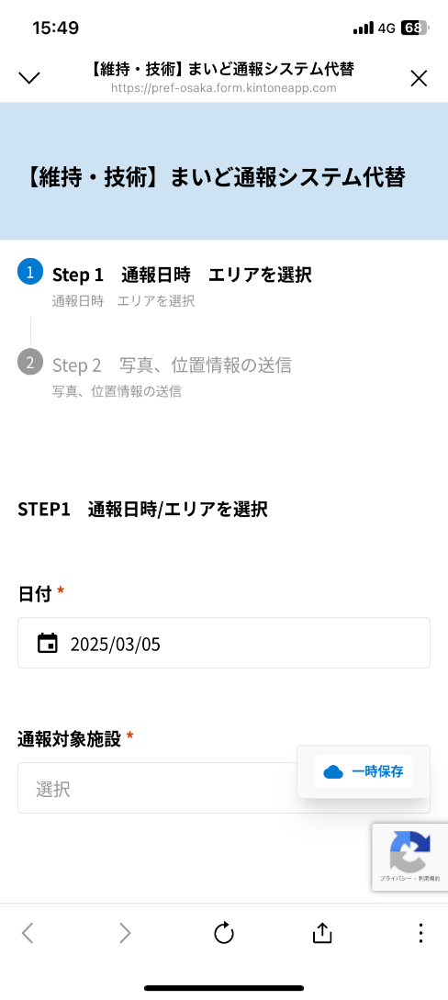 15:49
4G
68
【維持・技術】まいど通報システム代替
https://pref-osaka.form.kintoneapp.com
【維持・技術】まいど通報システム代替
1
Step 1　通報日時　エリアを選択
通報日時　エリアを選択
2
Step 2　写真、位置情報の送信
写真、位置情報の送信
STEP1　通報日時/エリアを選択
日付 *
2025/03/05
通報対象施設 *
選択
一時保存
プライバシー・利用規約